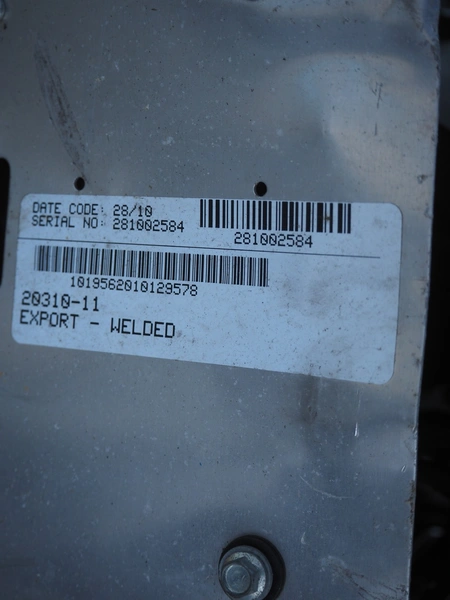 DATE CODE: 28/10
SERIAL NO: 281002584
281002584
1019562010129578
20310-11
EXPORT - WELDED